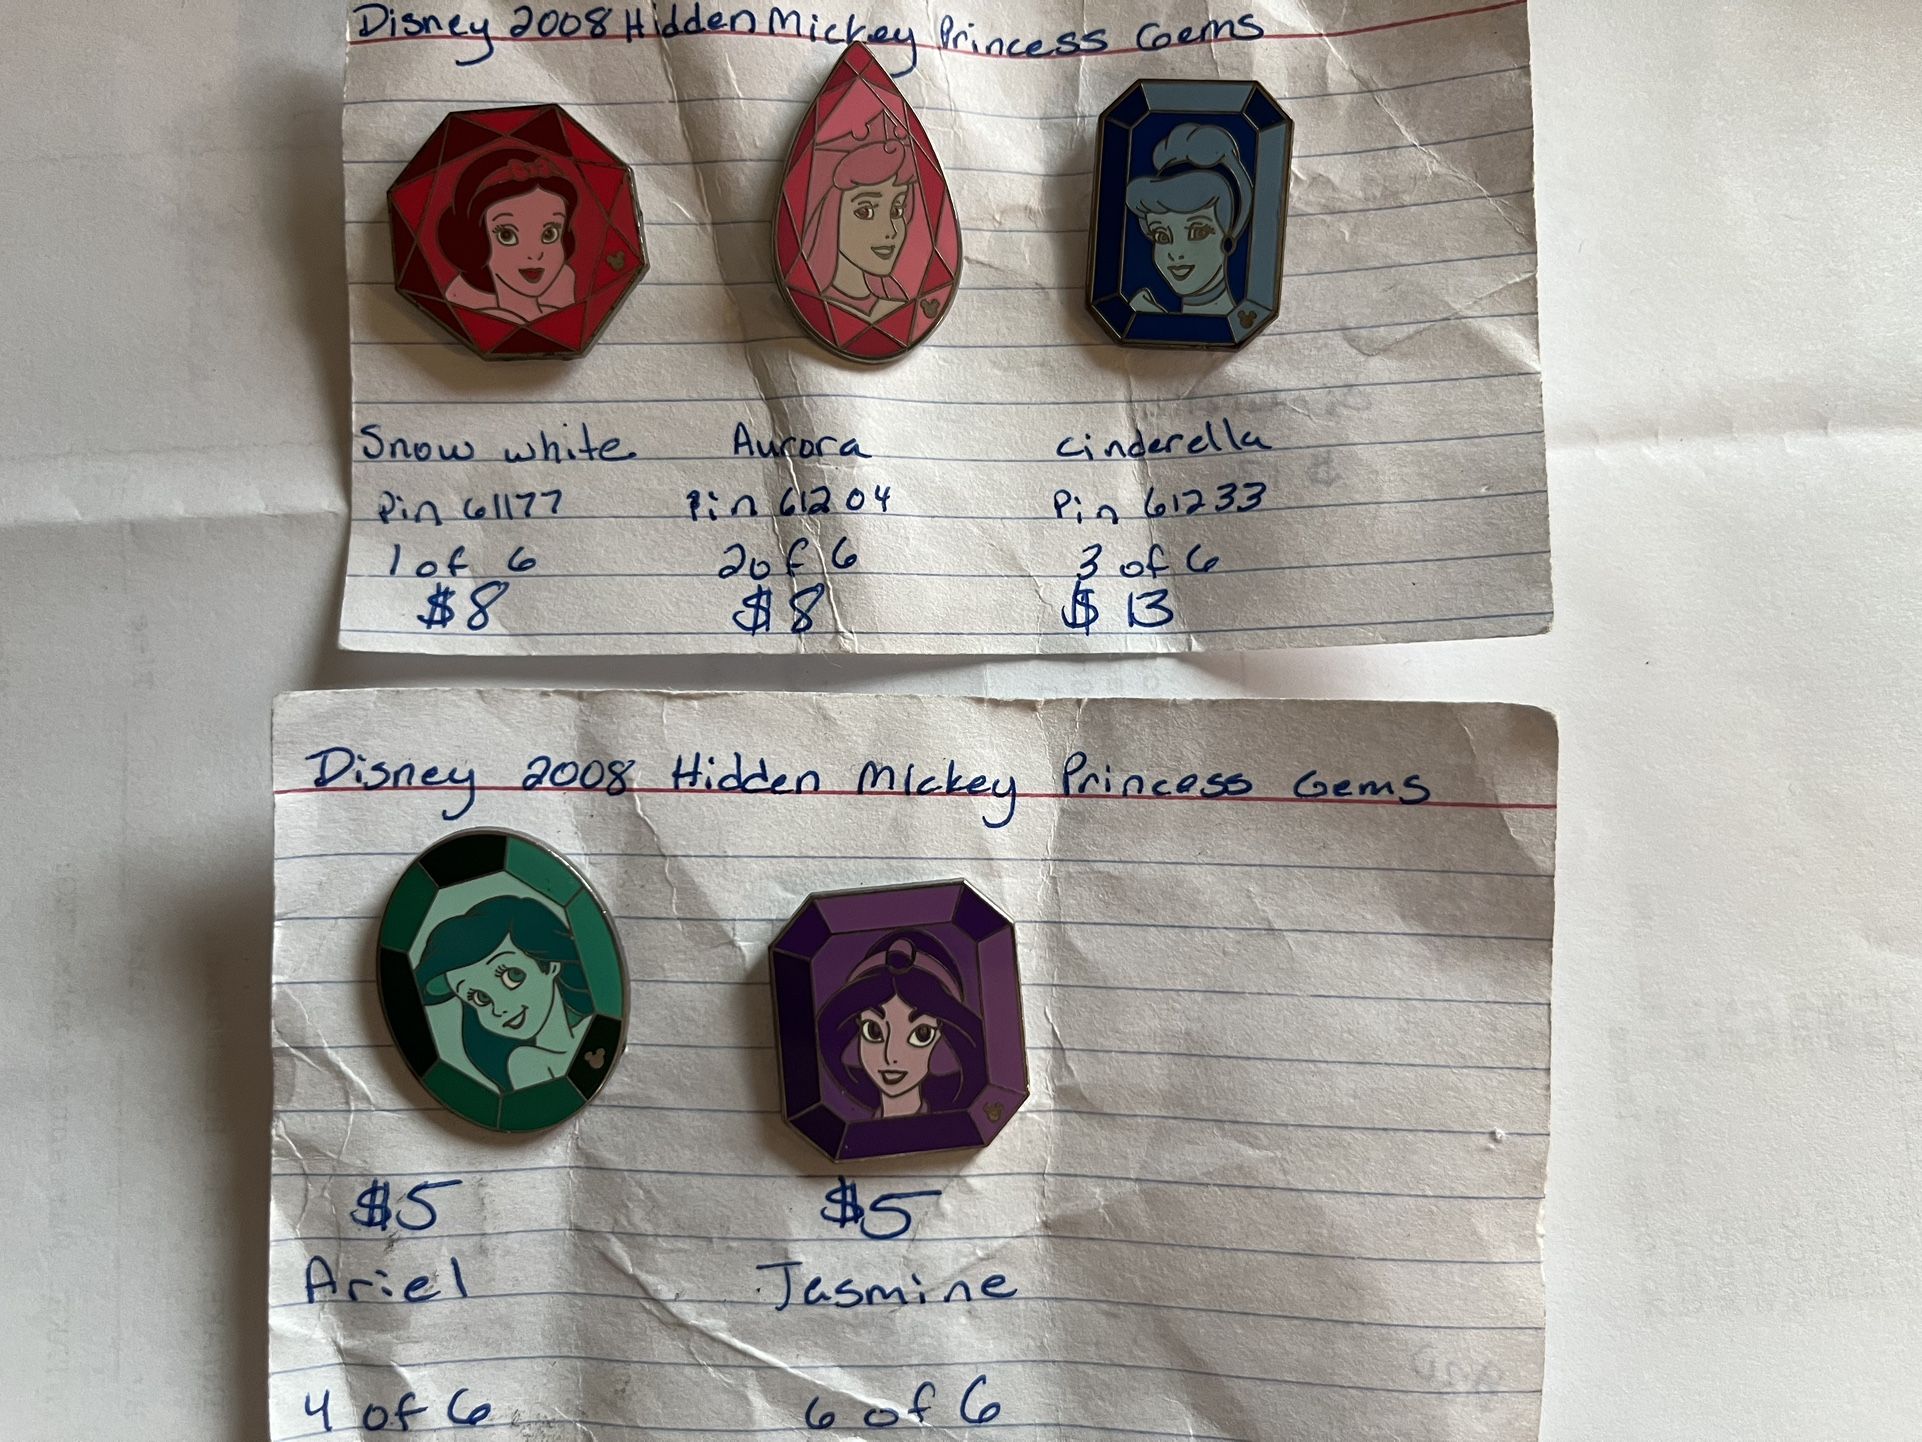 Disney 2008 Hidden Mickey Princess Gems
Snow white Aurora Cinderella
Pin 61177 Pin 61204 Pin 61233
1 of 6 2 of 6 3 of 6
$8 $8 $13
Disney 2008 Hidden Mickey Princess Gems
$5 $5
Ariel Jasmine
4 of 6 6 of 6